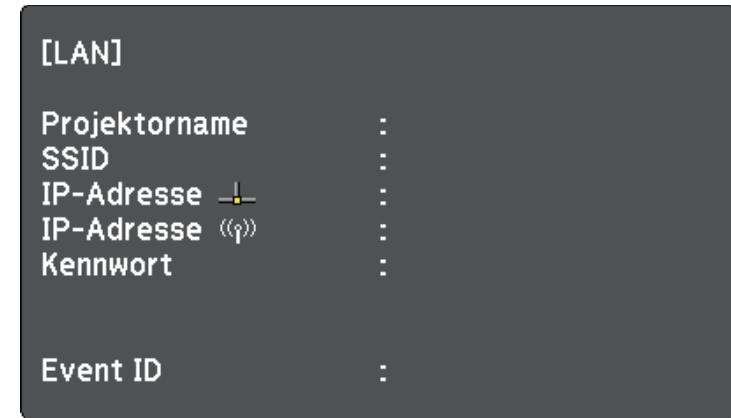 [LAN]
Projektorname :
SSID :
IP-Adresse :
IP-Adresse :
Kennwort :
Event ID :